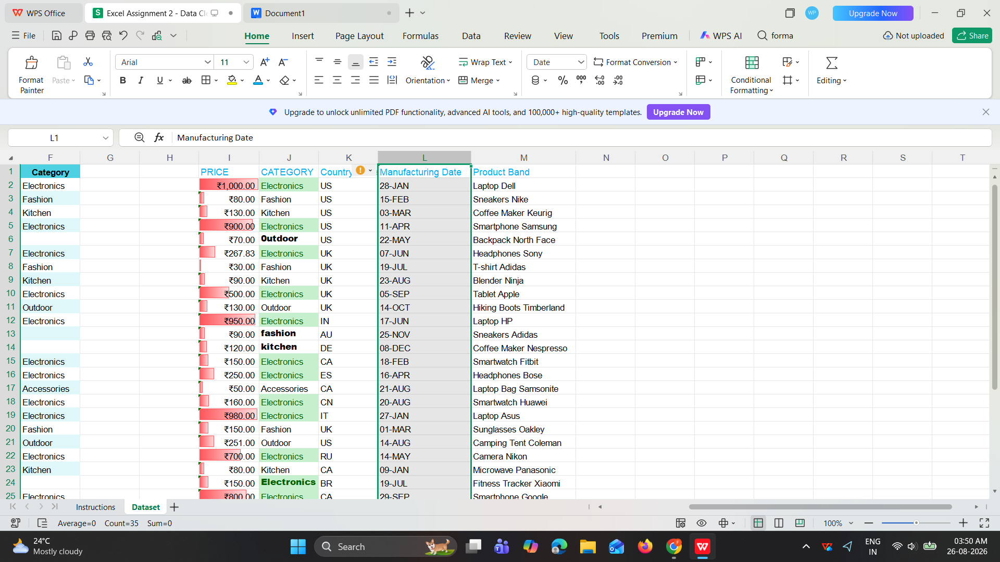 WPS Office
Excel Assignment 2 - Data Cle
Document1
WP
Upgrade Now
File
Home
Insert
Page Layout
Formulas
Data
Review
View
Tools
Premium
WPS AI
forma
Not uploaded
Share
Format Painter
Paste
Arial
11
Wrap Text
Orientation
Merge
Date
Format Conversion
Conditional Formatting
Editing
Upgrade to unlock unlimited PDF functionality, advanced AI tools, and 100,000+ high-quality templates.
Upgrade Now
L1
fx
Manufacturing Date
F G H I J K L M N O P Q R S T
1 Category PRICE CATEGORY Country Manufacturing Date Product Band
2 Electronics ₹1,000.00 Electronics US 28-JAN Laptop Dell
3 Fashion ₹80.00 Fashion US 15-FEB Sneakers Nike
4 Kitchen ₹130.00 Kitchen US 03-MAR Coffee Maker Keurig
5 Electronics ₹900.00 Electronics US 11-APR Smartphone Samsung
6 ₹70.00 0utdoor US 22-MAY Backpack North Face
7 Electronics ₹267.83 Electronics UK 07-JUN Headphones Sony
8 Fashion ₹30.00 Fashion UK 19-JUL T-shirt Adidas
9 Kitchen ₹90.00 Kitchen UK 23-AUG Blender Ninja
10 Electronics ₹500.00 Electronics UK 05-SEP Tablet Apple
11 Outdoor ₹130.00 Outdoor UK 14-OCT Hiking Boots Timberland
12 Electronics ₹950.00 Electronics IN 17-JUN Laptop HP
13 ₹90.00 fashion AU 25-NOV Sneakers Adidas
14 ₹120.00 kitchen DE 08-DEC Coffee Maker Nespresso
15 Electronics ₹150.00 Electronics CA 18-FEB Smartwatch Fitbit
16 Electronics ₹250.00 Electronics ES 16-APR Headphones Bose
17 Accessories ₹50.00 Accessories CA 21-AUG Laptop Bag Samsonite
18 Electronics ₹160.00 Electronics CN 20-AUG Smartwatch Huawei
19 Electronics ₹980.00 Electronics IT 27-JAN Laptop Asus
20 Fashion ₹150.00 Fashion UK 01-MAR Sunglasses Oakley
21 Outdoor ₹251.00 Outdoor US 14-AUG Camping Tent Coleman
22 Electronics ₹700.00 Electronics RU 14-MAY Camera Nikon
23 Kitchen ₹80.00 Kitchen CA 09-JAN Microwave Panasonic
24 ₹150.00 Electronics BR 19-JUL Fitness Tracker Xiaomi
25 Electronics ₹800.00 Electronics CA 29-SEP Smartphone Google
Instructions
Dataset
Average=0 Count=35 Sum=0
100%
24°C
Mostly cloudy
Search
ENG
IN
03:50 AM
26-08-2026